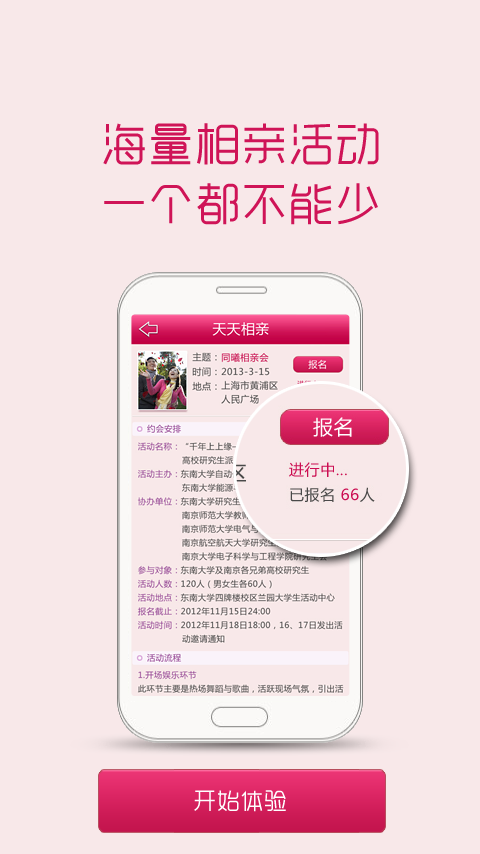 海量相亲活动
一个都不能少
天天相亲
主题：同曦相亲会
报名
时间：2013-3-15
地点：上海市黄浦区
人民广场
报名
进行中...
已报名 66人
约会安排
活动名称：“千年上上缘
高校研究生派
活动主办：东南大学自动
东南大学能源
协办单位：东南大学研究生
南京师范大学教师
南京师范大学电气与
南京航空航天大学研究生
南京大学电子科学与工程学院研究生会
参与对象：东南大学及南京各兄弟高校研究生
活动人数：120人（男女生各60人）
活动地点：东南大学四牌楼校区兰园大学生活动中心
报名截止：2012年11月15日24:00
活动时间：2012年11月18日18:00，16、17日发出活
动邀请通知
活动流程
1.开场娱乐环节
此环节主要是热场舞蹈与歌曲，活跃现场气氛，引出活
开始体验